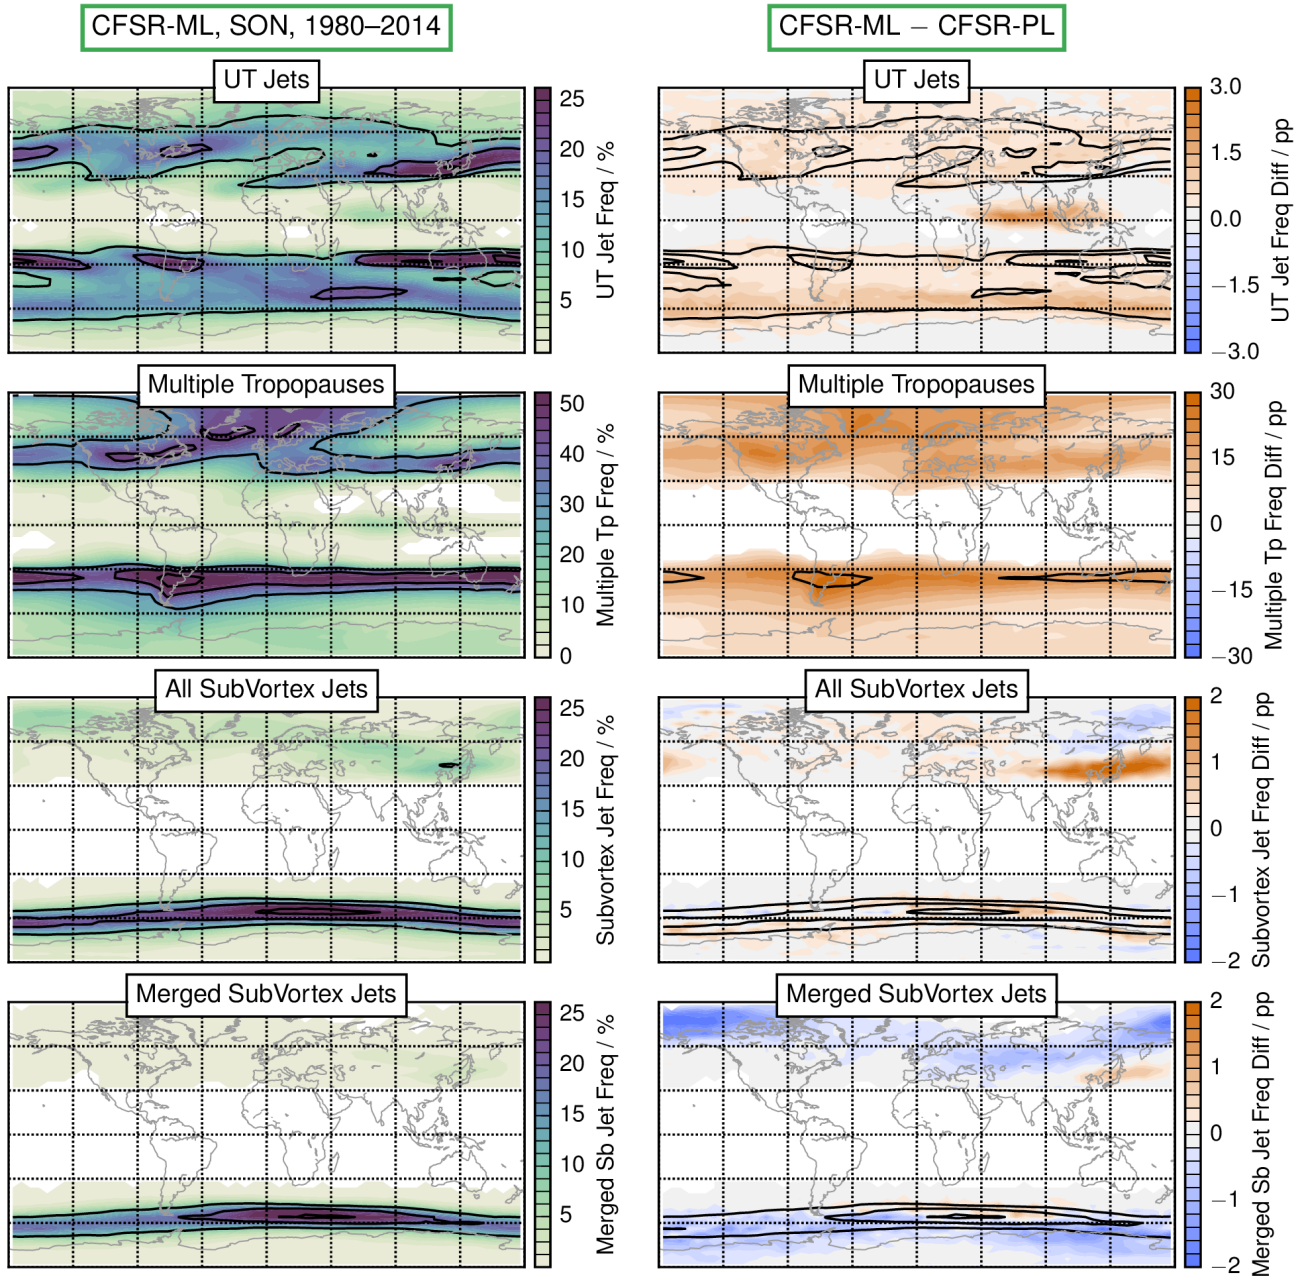 CFSR-ML, SON, 1980–2014
CFSR-ML − CFSR-PL
UT Jets
25
20
15
10
5
UT Jet Freq / %
UT Jets
3.0
1.5
0.0
−1.5
−3.0
UT Jet Freq Diff / pp
Multiple Tropopauses
50
40
30
20
10
0
Multiple Tp Freq / %
Multiple Tropopauses
30
15
0
−15
−30
Multiple Tp Freq Diff / pp
All SubVortex Jets
25
20
15
10
5
Subvortex Jet Freq / %
All SubVortex Jets
2
1
0
−1
−2
Subvortex Jet Freq Diff / pp
Merged SubVortex Jets
25
20
15
10
5
Merged Sb Jet Freq / %
Merged SubVortex Jets
2
1
0
−1
−2
Merged Sb Jet Freq Diff / pp